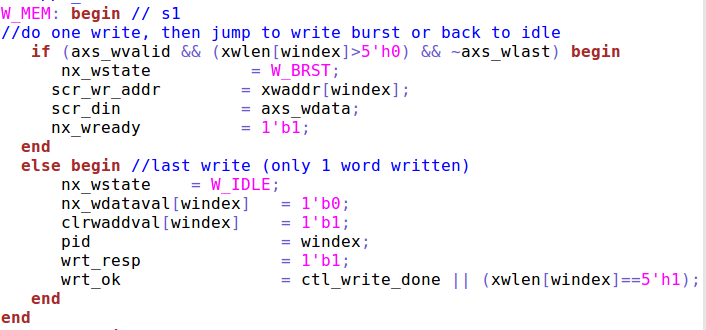 W_MEM: begin // s1
//do one write, then jump to write burst or back to idle
if (axs_wvalid && (xwlen[windex]>5'h0) && ~axs_wlast) begin
nx_wstate = W_BRST;
scr_wr_addr = xwaddr[windex];
scr_din = axs_wdata;
nx_wready = 1'b1;
end
else begin //last write (only 1 word written)
nx_wstate = W_IDLE;
nx_wdataval[windex] = 1'b0;
clrwaddval[windex] = 1'b1;
pid = windex;
wrt_resp = 1'b1;
wrt_ok = ctl_write_done || (xwlen[windex]==5'h1);
end
end